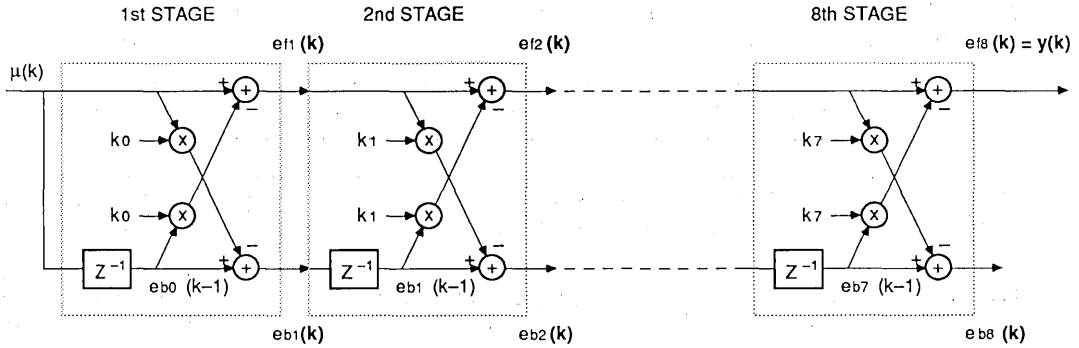 1st STAGE 2nd STAGE 8th STAGE
ef1(k) ef2(k) ef8(k) = y(k)
μ(k)
+ + + + + +
− − −
k0 X k1 X k7 X
k0 X k1 X k7 X
− − −
Z⁻¹ + + Z⁻¹ + + Z⁻¹ + +
eb0 (k−1) eb1 (k−1) eb7 (k−1)
eb1(k) eb2(k) eb8 (k)